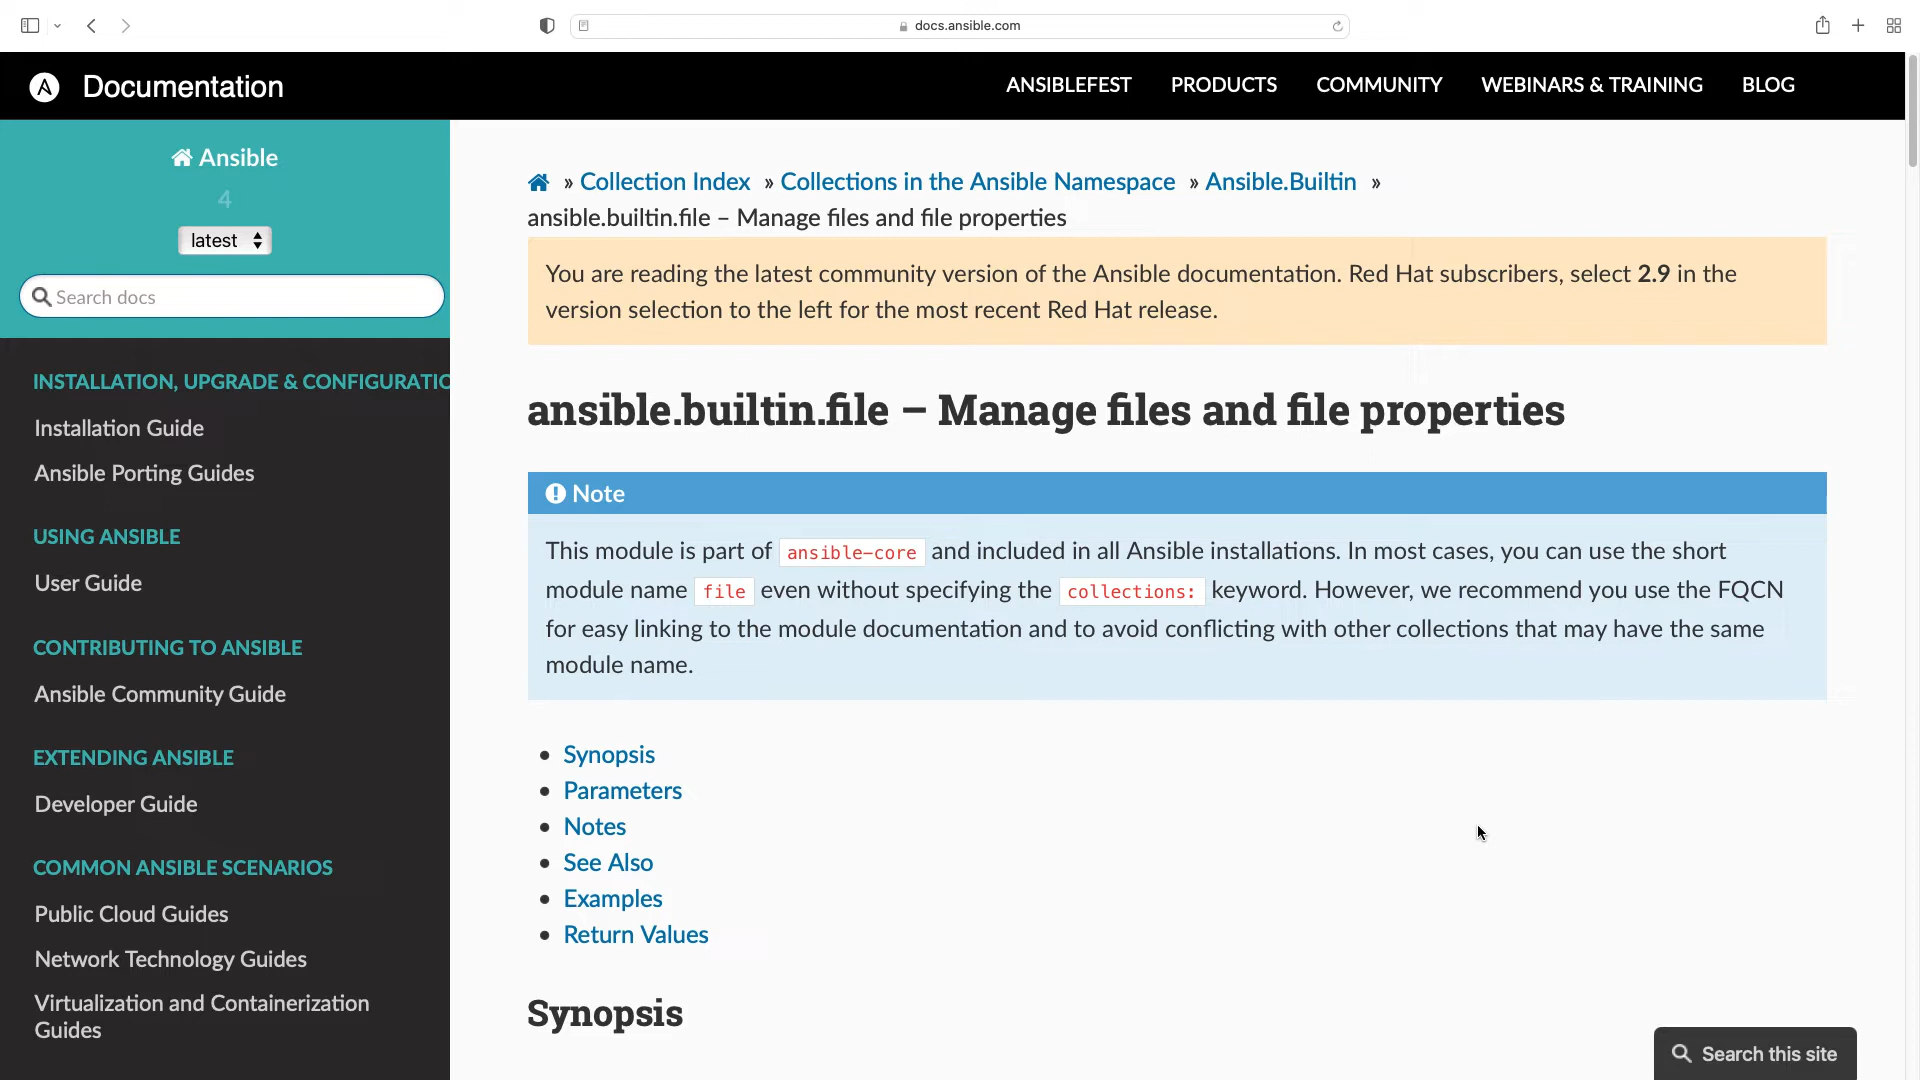 docs.ansible.com
Documentation
ANSIBLEFEST PRODUCTS COMMUNITY WEBINARS & TRAINING BLOG
Ansible
4
latest
Search docs
INSTALLATION, UPGRADE & CONFIGURATIO
Installation Guide
Ansible Porting Guides
USING ANSIBLE
User Guide
CONTRIBUTING TO ANSIBLE
Ansible Community Guide
EXTENDING ANSIBLE
Developer Guide
COMMON ANSIBLE SCENARIOS
Public Cloud Guides
Network Technology Guides
Virtualization and Containerization
Guides
» Collection Index » Collections in the Ansible Namespace » Ansible.Builtin »
ansible.builtin.file – Manage files and file properties
You are reading the latest community version of the Ansible documentation. Red Hat subscribers, select 2.9 in the
version selection to the left for the most recent Red Hat release.
ansible.builtin.file – Manage files and file properties
Note
This module is part of ansible-core and included in all Ansible installations. In most cases, you can use the short
module name file even without specifying the collections: keyword. However, we recommend you use the FQCN
for easy linking to the module documentation and to avoid conflicting with other collections that may have the same
module name.
• Synopsis
• Parameters
• Notes
• See Also
• Examples
• Return Values
Synopsis
Search this site